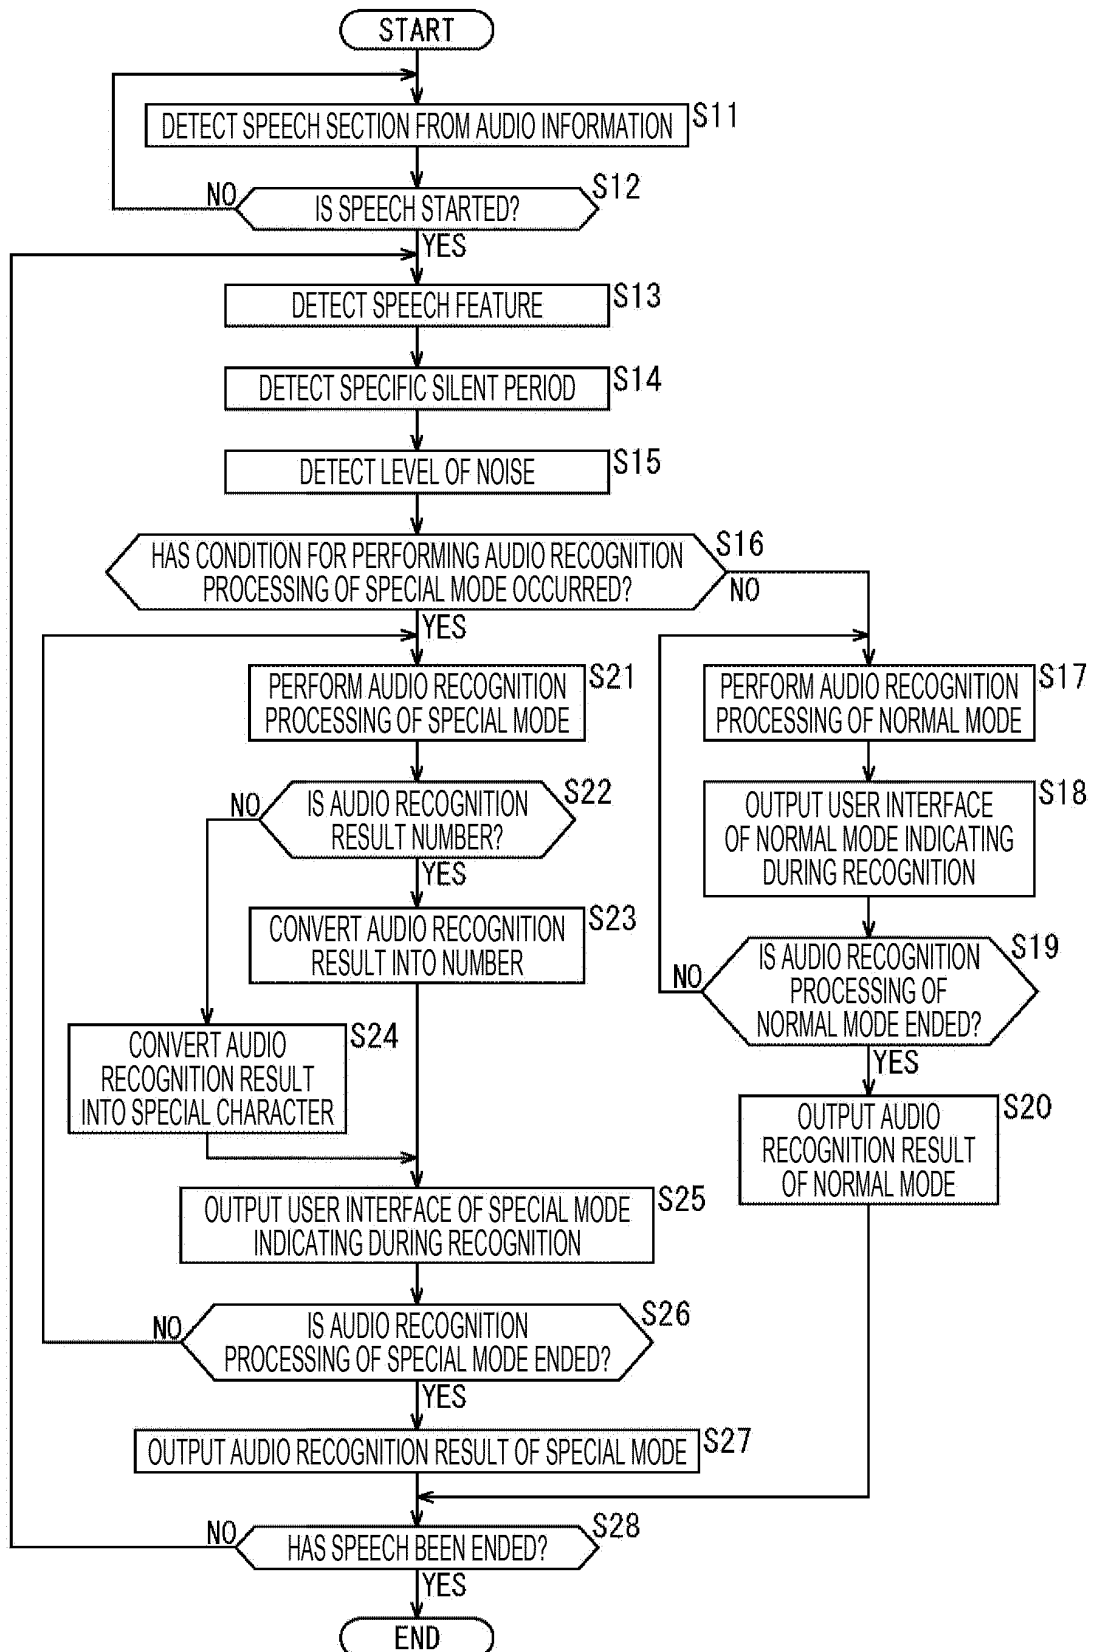 START
DETECT SPEECH SECTION FROM AUDIO INFORMATION
S11
NO
IS SPEECH STARTED?
S12
YES
DETECT SPEECH FEATURE
S13
DETECT SPECIFIC SILENT PERIOD
S14
DETECT LEVEL OF NOISE
S15
HAS CONDITION FOR PERFORMING AUDIO RECOGNITION
PROCESSING OF SPECIAL MODE OCCURRED?
S16
NO
YES
PERFORM AUDIO RECOGNITION
PROCESSING OF SPECIAL MODE
S21
NO
IS AUDIO RECOGNITION
RESULT NUMBER?
S22
YES
CONVERT AUDIO RECOGNITION
RESULT INTO NUMBER
S23
CONVERT AUDIO
RECOGNITION RESULT
INTO SPECIAL CHARACTER
S24
OUTPUT USER INTERFACE OF SPECIAL MODE
INDICATING DURING RECOGNITION
S25
NO
IS AUDIO RECOGNITION
PROCESSING OF SPECIAL MODE ENDED?
S26
YES
OUTPUT AUDIO RECOGNITION RESULT OF SPECIAL MODE
S27
PERFORM AUDIO RECOGNITION
PROCESSING OF NORMAL MODE
S17
OUTPUT USER INTERFACE
OF NORMAL MODE INDICATING
DURING RECOGNITION
S18
NO
IS AUDIO RECOGNITION
PROCESSING OF
NORMAL MODE ENDED?
S19
YES
OUTPUT AUDIO
RECOGNITION RESULT
OF NORMAL MODE
S20
NO
HAS SPEECH BEEN ENDED?
S28
YES
END